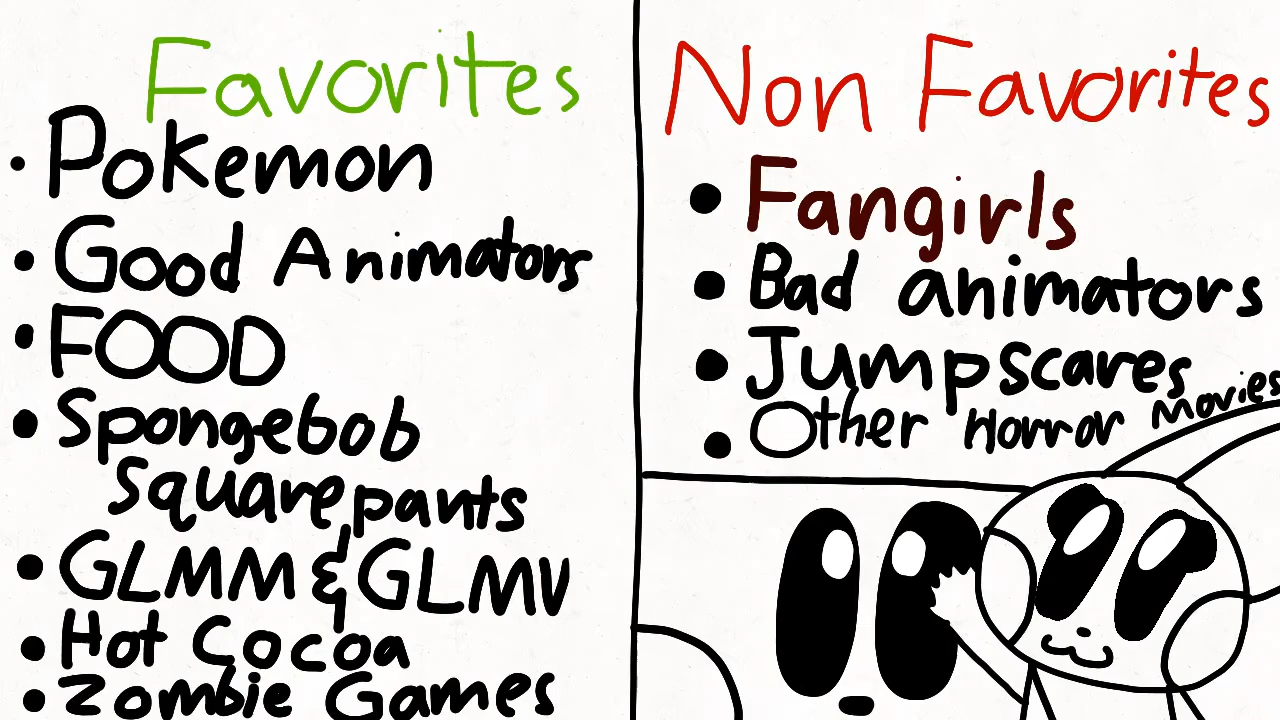 Favorites
• Pokemon
• Good Animators
• FOOD
• Spongebob
Squarepants
• GLMM & GLMV
• Hot Cocoa
• Zombie Games
Non Favorites
• Fangirls
• Bad animators
• Jumpscares
• Other Horror Movies